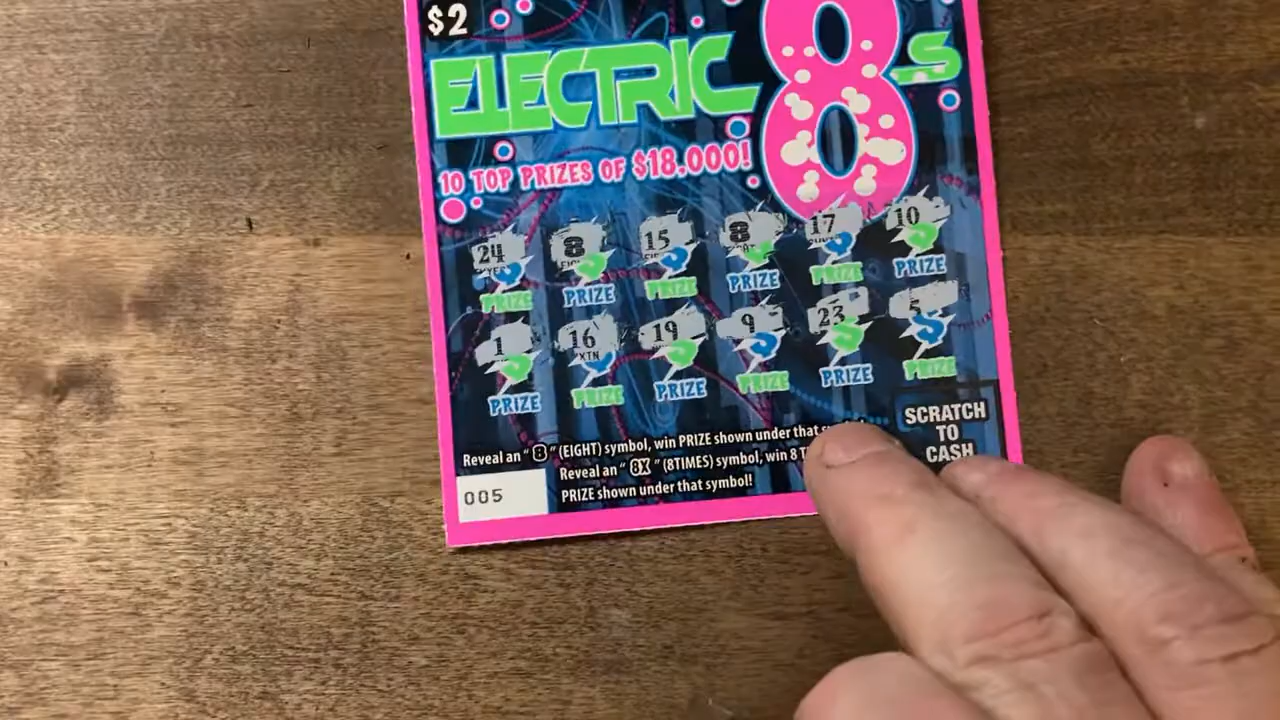 $2
ELECTRIC 8s
10 TOP PRIZES OF $18,000!
24 8 15 8 17 10
PRIZE PRIZE PRIZE PRIZE PRIZE PRIZE
1 16 19 9 23 5
XTN
PRIZE PRIZE PRIZE PRIZE PRIZE PRIZE
SCRATCH
TO
CASH
Reveal an "8" (EIGHT) symbol, win PRIZE shown under that
Reveal an "8X" (8TIMES) symbol, win 8
PRIZE shown under that symbol!
005